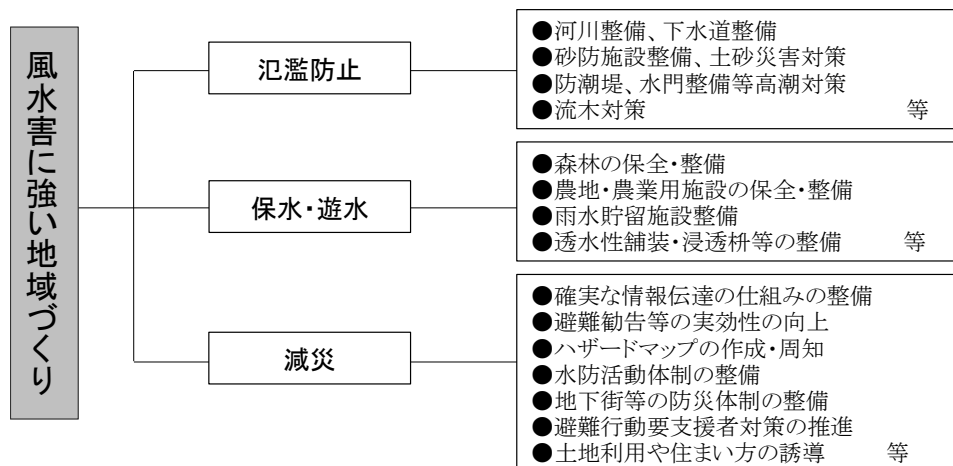 風水害に強い地域づくり
氾濫防止
●河川整備、下水道整備
●砂防施設整備、土砂災害対策
●防潮堤、水門整備等高潮対策
●流木対策 等
保水・遊水
●森林の保全・整備
●農地・農業用施設の保全・整備
●雨水貯留施設整備
●透水性舗装・浸透枡等の整備 等
減災
●確実な情報伝達の仕組みの整備
●避難勧告等の実効性の向上
●ハザードマップの作成・周知
●水防活動体制の整備
●地下街等の防災体制の整備
●避難行動要支援者対策の推進
●土地利用や住まい方の誘導 等